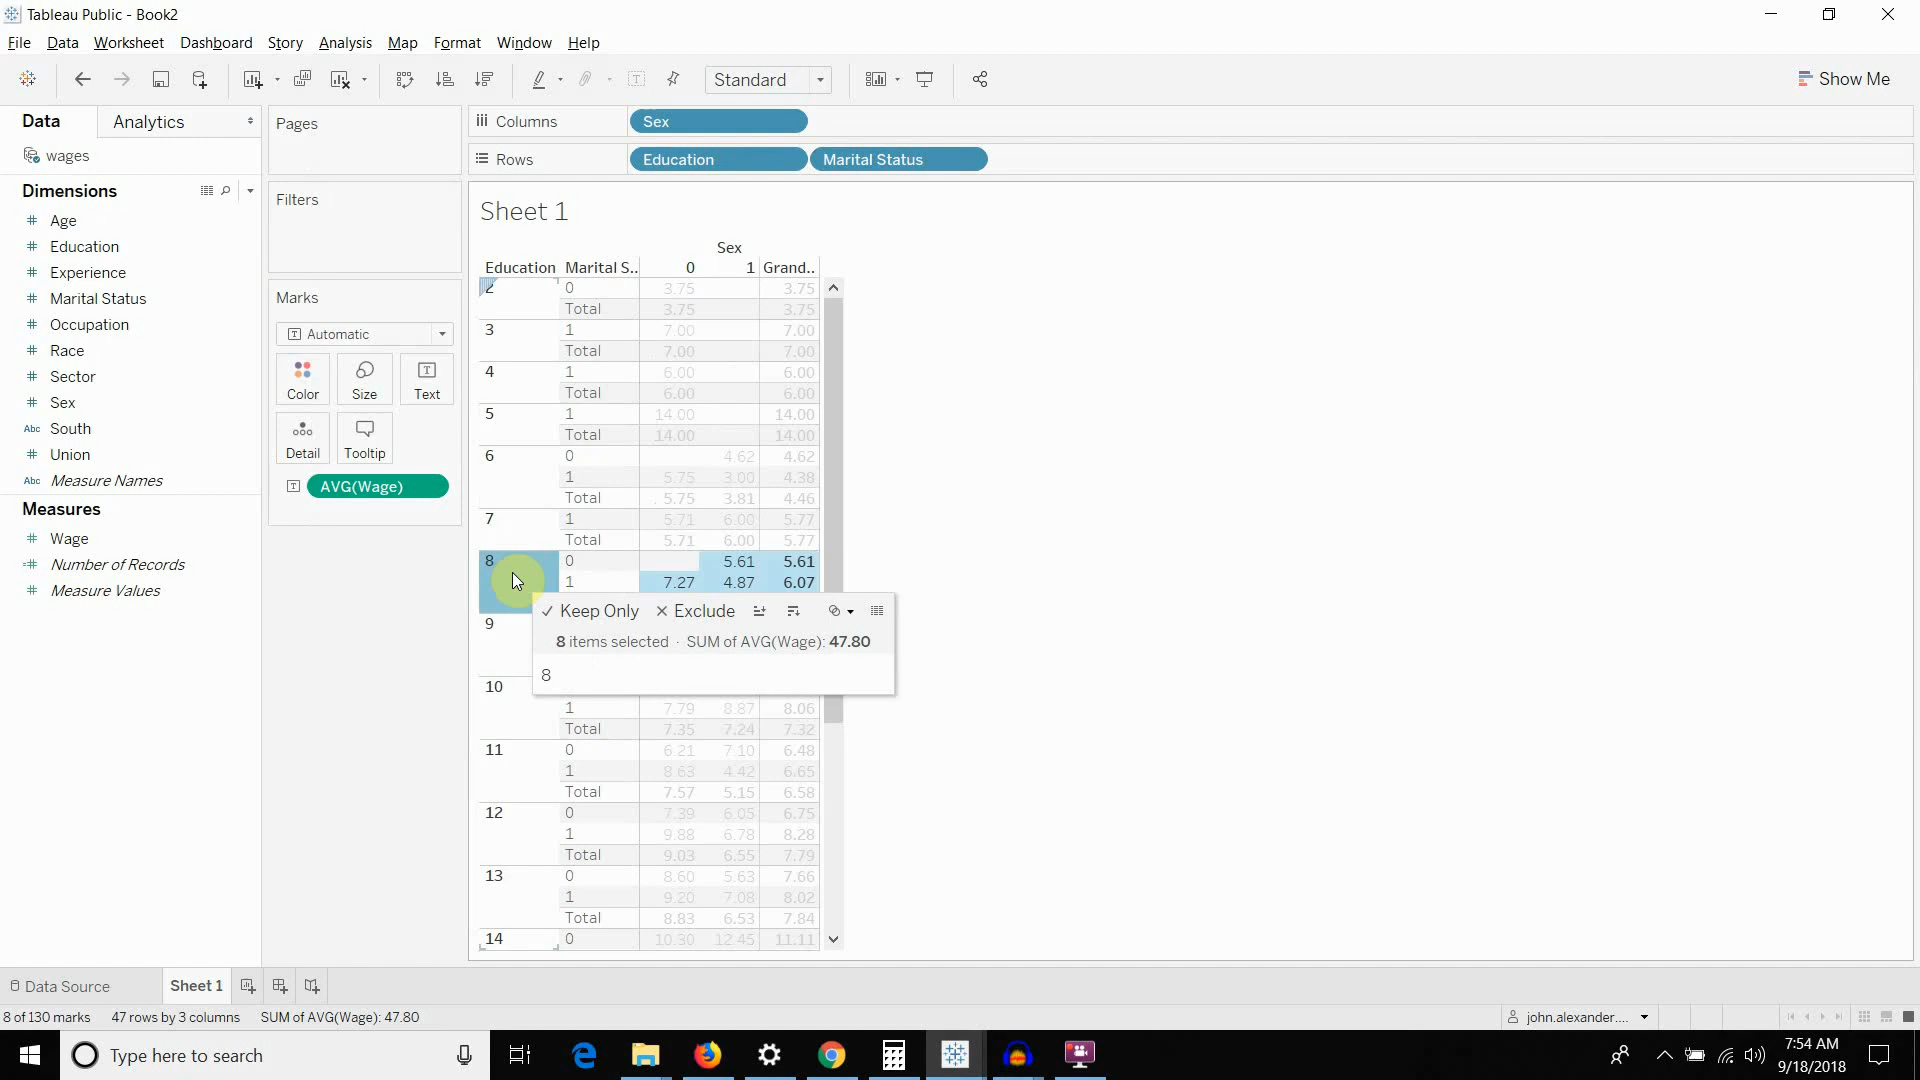 Tableau Public - Book2
File Data Worksheet Dashboard Story Analysis Map Format Window Help
Standard
Show Me
Data Analytics
wages
Dimensions
Age
Education
Experience
Marital Status
Occupation
Race
Sector
Sex
Abc South
Union
Abc Measure Names
Measures
Wage
Number of Records
Measure Values
Pages
Filters
Marks
Automatic
Color Size Text
Detail Tooltip
AVG(Wage)
Columns Sex
Rows Education Marital Status
Sheet 1
Sex
Education Marital S.. 0 1 Grand..
2 0 3.75 3.75
Total 3.75 3.75
3 1 7.00 7.00
Total 7.00 7.00
4 1 6.00 6.00
Total 6.00 6.00
5 1 14.00 14.00
Total 14.00 14.00
6 0 4.62 4.62
1 5.75 3.00 4.38
Total 5.75 3.81 4.46
7 1 5.71 6.00 5.77
Total 5.71 6.00 5.77
8 0 5.61 5.61
1 7.27 4.87 6.07
Keep Only Exclude
8 items selected · SUM of AVG(Wage): 47.80
8
9
10
1 7.79 8.87 8.06
Total 7.35 7.24 7.32
11 0 6.21 7.10 6.48
1 8.63 4.42 6.65
Total 7.57 5.15 6.58
12 0 7.39 6.05 6.75
1 9.88 6.78 8.28
Total 9.03 6.55 7.79
13 0 8.60 5.63 7.66
1 9.20 7.08 8.02
Total 8.83 6.53 7.84
14 0 10.30 12.45 11.11
Data Source Sheet 1
8 of 130 marks 47 rows by 3 columns SUM of AVG(Wage): 47.80
john.alexander....
Type here to search
7:54 AM
9/18/2018